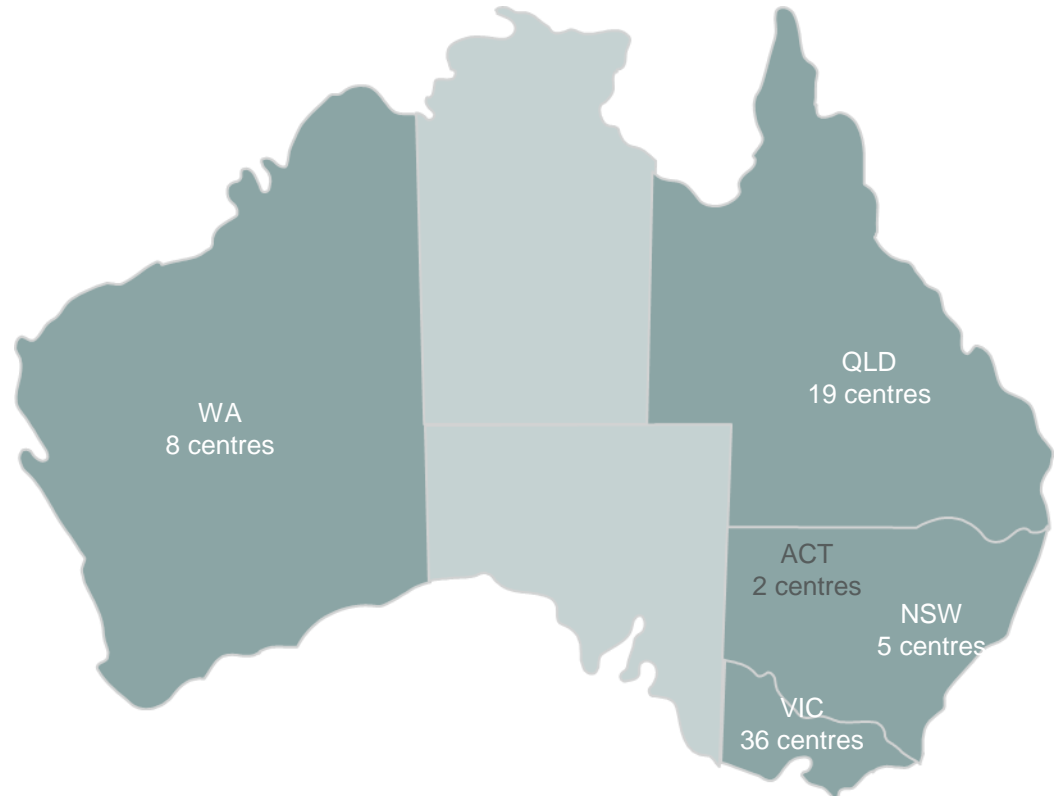 QLD
19 centres
WA
8 centres
ACT
2 centres
NSW
5 centres
VIC
36 centres